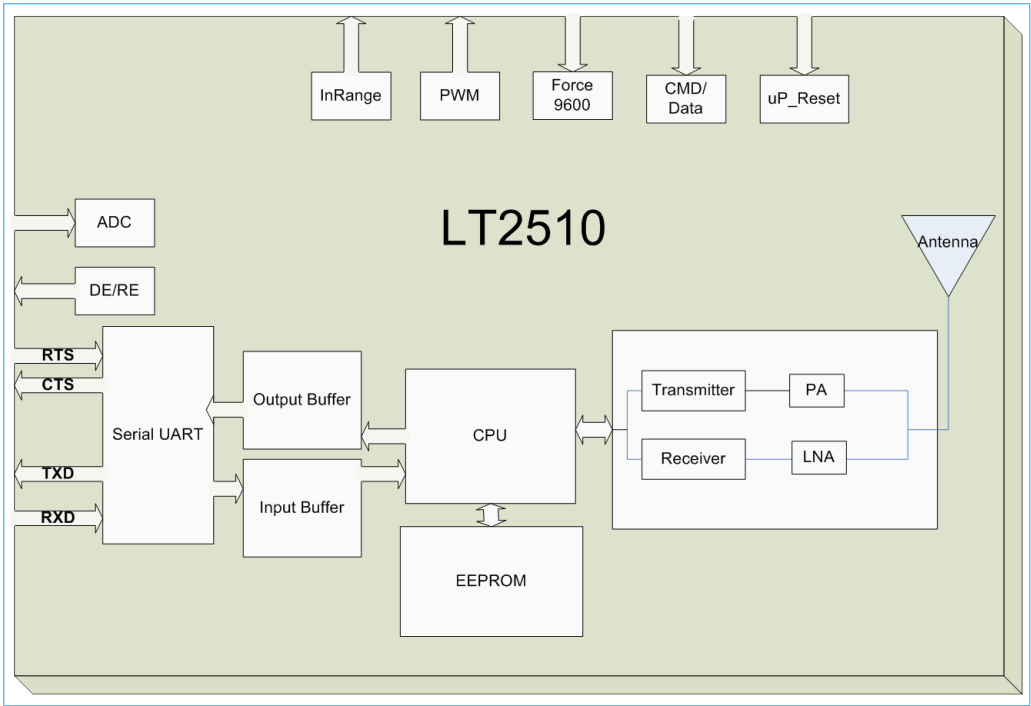 InRange
PWM
Force
9600
CMD/
Data
uP_Reset
ADC
LT2510
Antenna
DE/RE
RTS
CTS
Output Buffer
Transmitter
PA
Serial UART
CPU
Receiver
LNA
TXD
Input Buffer
RXD
EEPROM